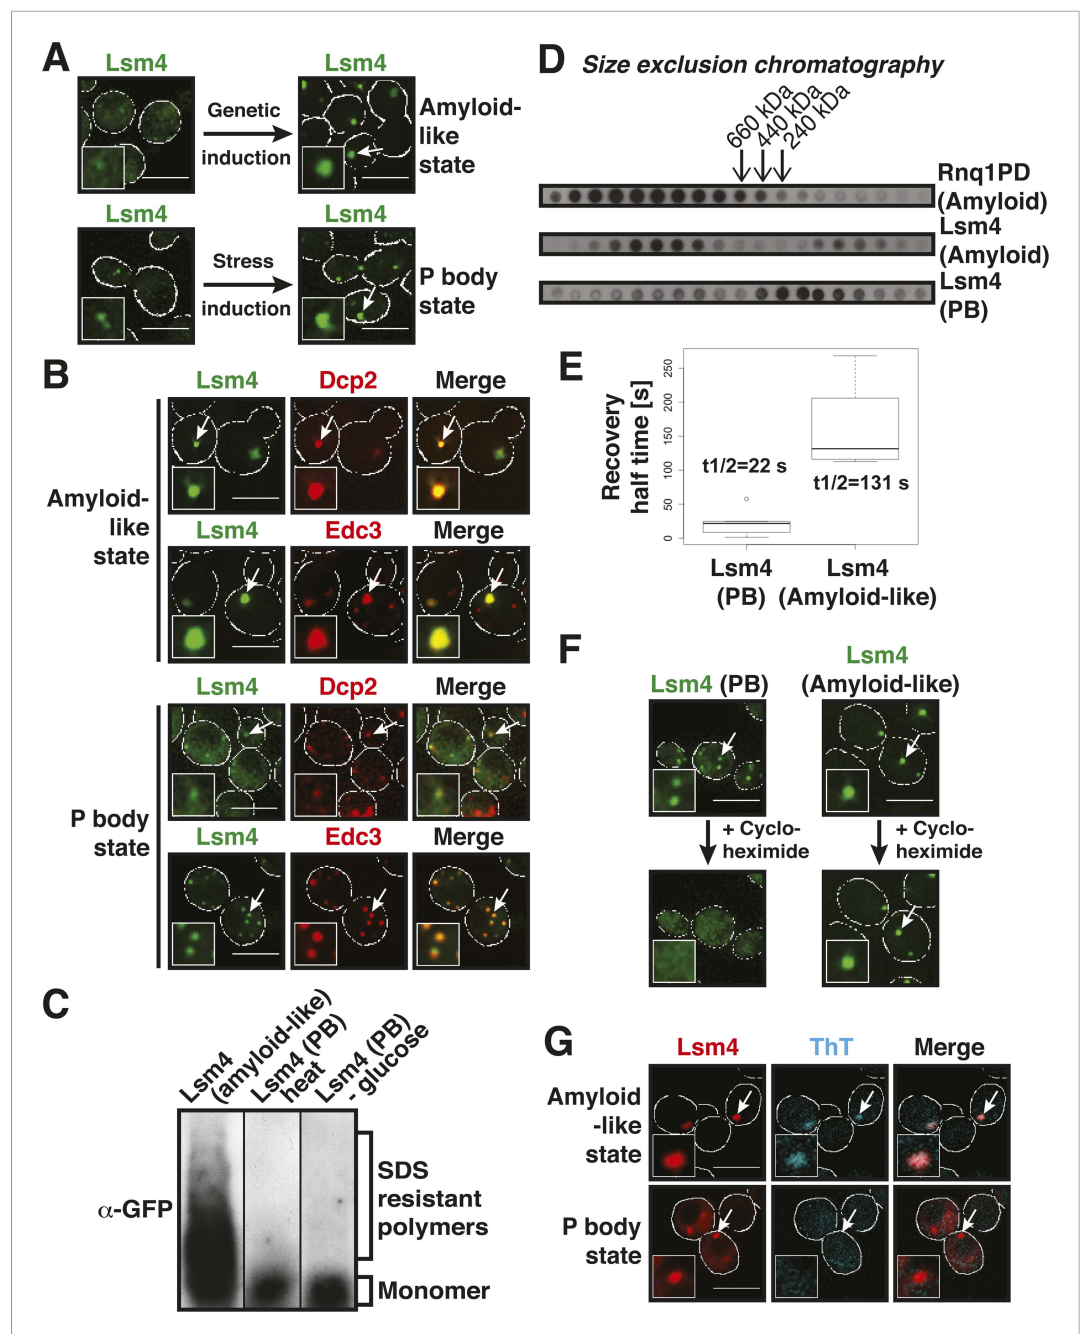 A
Lsm4
Lsm4
Genetic
induction
Amyloid-
like
state
Lsm4
Lsm4
Stress
induction
P body
state
B
Lsm4 Dcp2 Merge
Amyloid-
like
state
Lsm4 Edc3 Merge
Lsm4 Dcp2 Merge
P body
state
Lsm4 Edc3 Merge
C
Lsm4
(amyloid-like)
Lsm4 (PB)
heat
Lsm4 (PB)
- glucose
α-GFP
SDS
resistant
polymers
Monomer
D
Size exclusion chromatography
660 kDa
440 kDa
240 kDa
Rnq1PD
(Amyloid)
Lsm4
(Amyloid)
Lsm4
(PB)
E
Recovery
half time [s]
250
200
150
100
50
0
t1/2=22 s
t1/2=131 s
Lsm4
(PB)
Lsm4
(Amyloid-like)
F
Lsm4 (PB)
Lsm4
(Amyloid-like)
+ Cyclo-
heximide
+ Cyclo-
heximide
G
Lsm4 ThT Merge
Amyloid
-like
state
P body
state